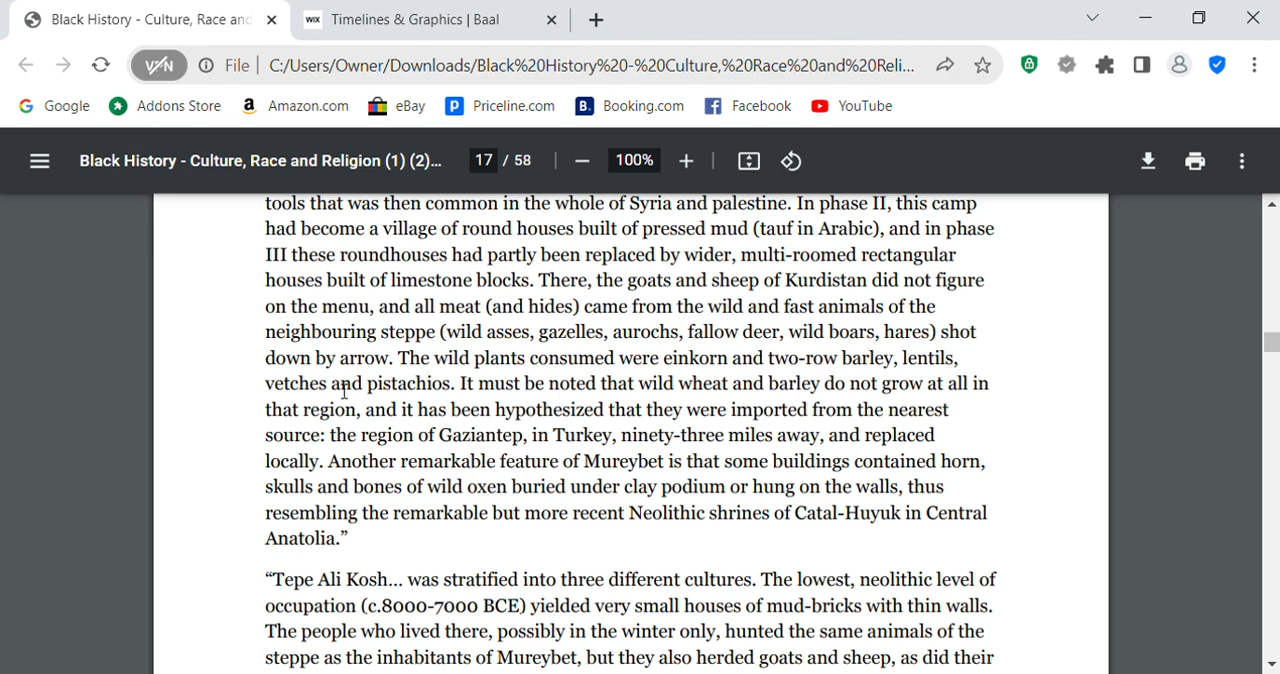 Black History - Culture, Race and
WIX Timelines & Graphics | Baal
VPN File C:/Users/Owner/Downloads/Black%20History%20-%20Culture,%20Race%20and%20Reli...
Google Addons Store Amazon.com eBay Priceline.com Booking.com Facebook YouTube
Black History - Culture, Race and Religion (1) (2)... 17 / 58 100%
tools that was then common in the whole of Syria and palestine. In phase II, this camp
had become a village of round houses built of pressed mud (tauf in Arabic), and in phase
III these roundhouses had partly been replaced by wider, multi-roomed rectangular
houses built of limestone blocks. There, the goats and sheep of Kurdistan did not figure
on the menu, and all meat (and hides) came from the wild and fast animals of the
neighbouring steppe (wild asses, gazelles, aurochs, fallow deer, wild boars, hares) shot
down by arrow. The wild plants consumed were einkorn and two-row barley, lentils,
vetches and pistachios. It must be noted that wild wheat and barley do not grow at all in
that region, and it has been hypothesized that they were imported from the nearest
source: the region of Gaziantep, in Turkey, ninety-three miles away, and replaced
locally. Another remarkable feature of Mureybet is that some buildings contained horn,
skulls and bones of wild oxen buried under clay podium or hung on the walls, thus
resembling the remarkable but more recent Neolithic shrines of Catal-Huyuk in Central
Anatolia.”
“Tepe Ali Kosh... was stratified into three different cultures. The lowest, neolithic level of
occupation (c.8000-7000 BCE) yielded very small houses of mud-bricks with thin walls.
The people who lived there, possibly in the winter only, hunted the same animals of the
steppe as the inhabitants of Mureybet, but they also herded goats and sheep, as did their